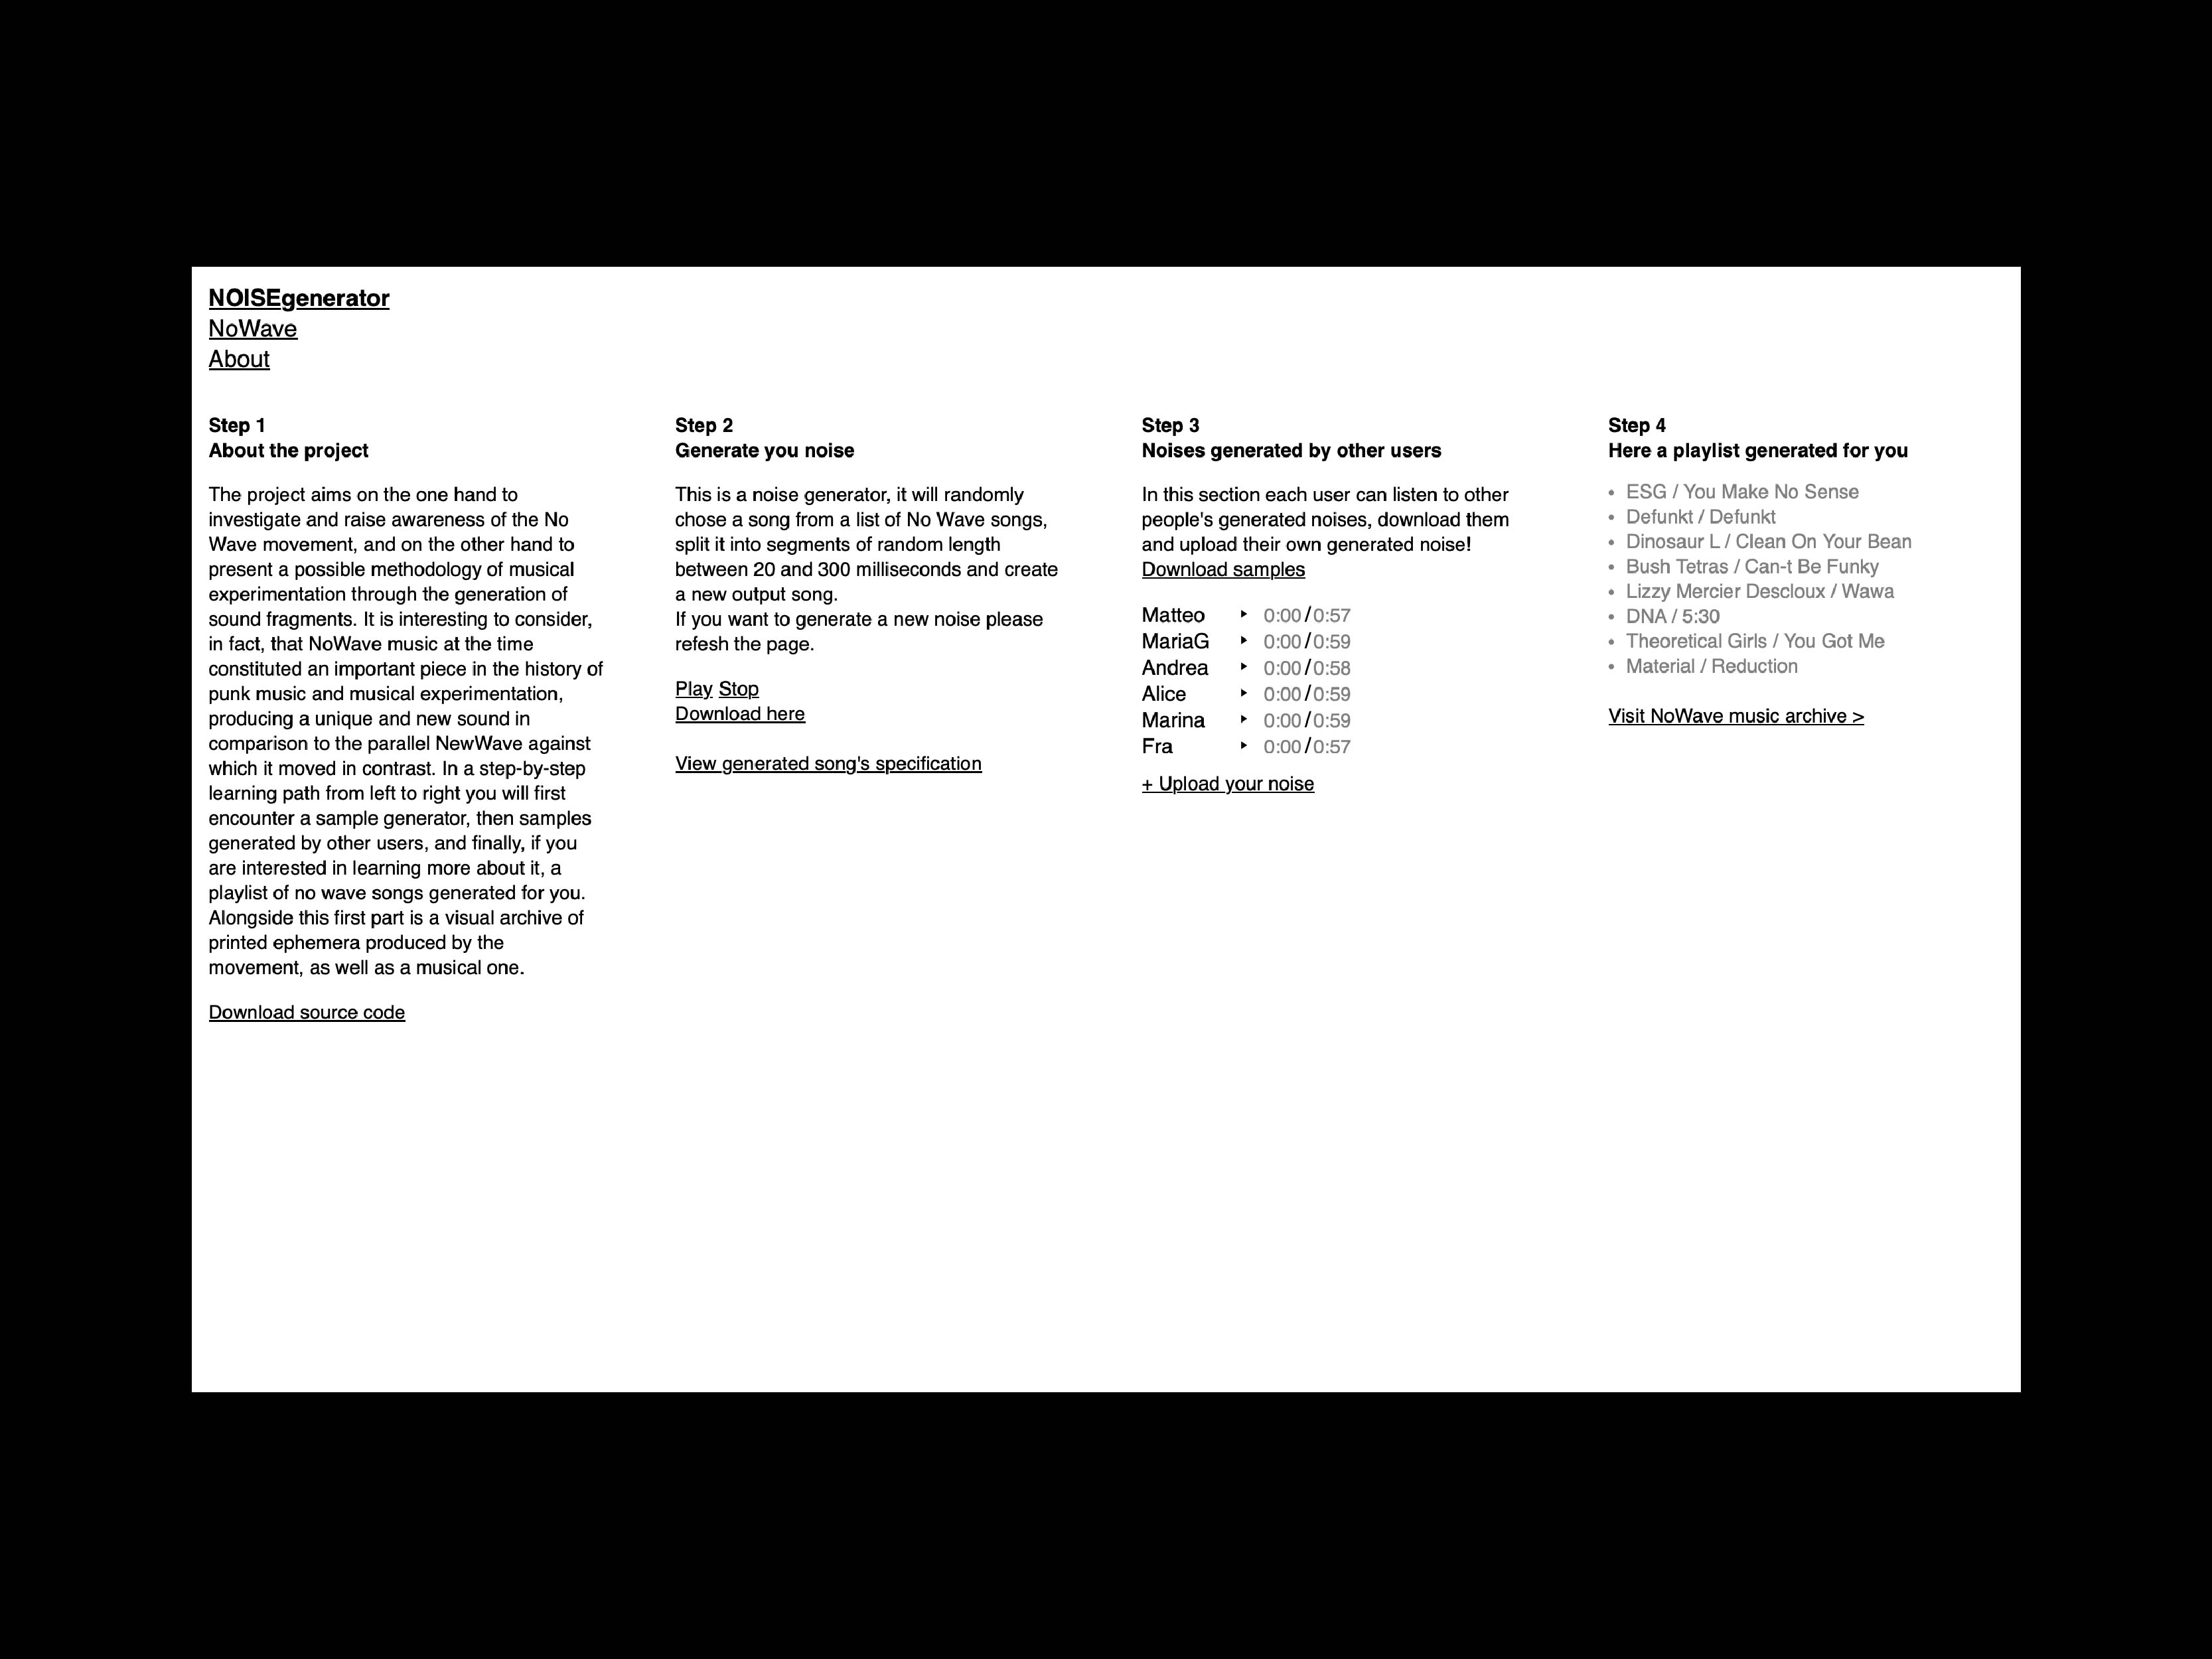 NOISEgenerator
NoWave
About
Step 1
About the project
The project aims on the one hand to
investigate and raise awareness of the No
Wave movement, and on the other hand to
present a possible methodology of musical
experimentation through the generation of
sound fragments. It is interesting to consider,
in fact, that NoWave music at the time
constituted an important piece in the history of
punk music and musical experimentation,
producing a unique and new sound in
comparison to the parallel NewWave against
which it moved in contrast. In a step-by-step
learning path from left to right you will first
encounter a sample generator, then samples
generated by other users, and finally, if you
are interested in learning more about it, a
playlist of no wave songs generated for you.
Alongside this first part is a visual archive of
printed ephemera produced by the
movement, as well as a musical one.
Download source code
Step 2
Generate you noise
This is a noise generator, it will randomly
chose a song from a list of No Wave songs,
split it into segments of random length
between 20 and 300 milliseconds and create
a new output song.
If you want to generate a new noise please
refesh the page.
Play Stop
Download here
View generated song's specification
Step 3
Noises generated by other users
In this section each user can listen to other
people's generated noises, download them
and upload their own generated noise!
Download samples
Matteo ‣ 0:00/0:57
MariaG ‣ 0:00/0:59
Andrea ‣ 0:00/0:58
Alice ‣ 0:00/0:59
Marina ‣ 0:00/0:59
Fra ‣ 0:00/0:57
+ Upload your noise
Step 4
Here a playlist generated for you
• ESG / You Make No Sense
• Defunkt / Defunkt
• Dinosaur L / Clean On Your Bean
• Bush Tetras / Can-t Be Funky
• Lizzy Mercier Descloux / Wawa
• DNA / 5:30
• Theoretical Girls / You Got Me
• Material / Reduction
Visit NoWave music archive >